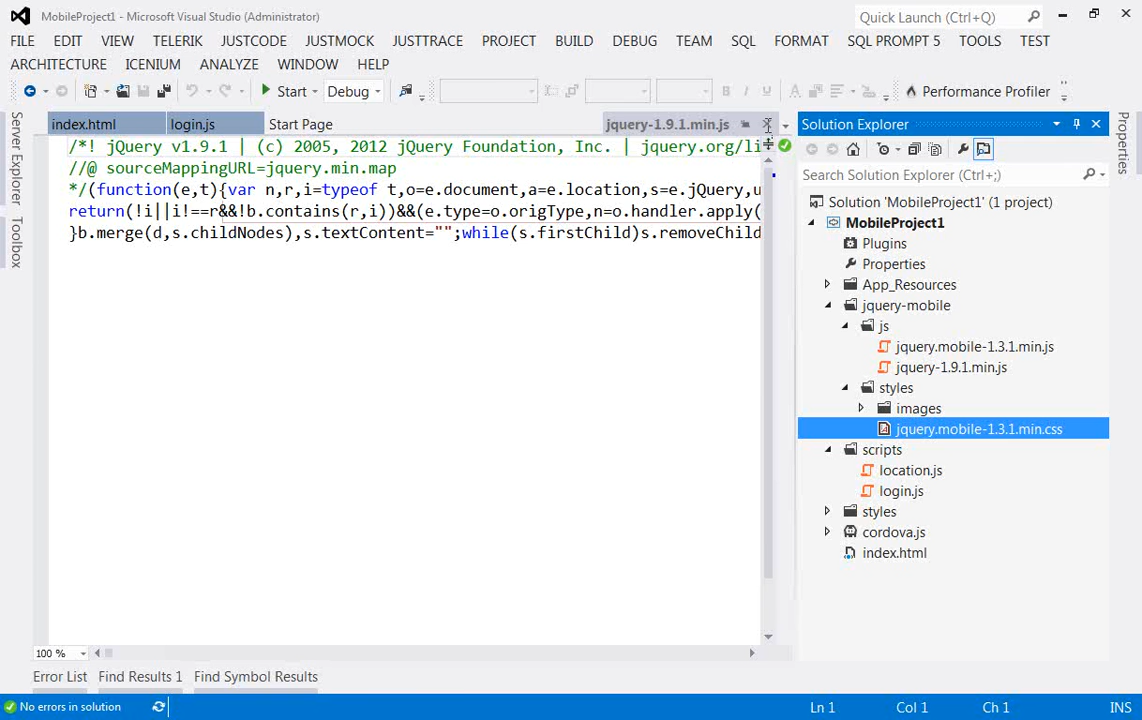 MobileProject1 - Microsoft Visual Studio (Administrator)
Quick Launch (Ctrl+Q)
FILE EDIT VIEW TELERIK JUSTCODE JUSTMOCK JUSTTRACE PROJECT BUILD DEBUG TEAM SQL FORMAT SQL PROMPT 5 TOOLS TEST
ARCHITECTURE ICENIUM ANALYZE WINDOW HELP
Start Debug Performance Profiler
Server Explorer
Toolbox
index.html login.js Start Page jquery-1.9.1.min.js
/*! jQuery v1.9.1 | (c) 2005, 2012 jQuery Foundation, Inc. | jquery.org/li
//@ sourceMappingURL=jquery.min.map
*/(function(e,t){var n,r,i=typeof t,o=e.document,a=e.location,s=e.jQuery,u
return(!i||i!==r&&!b.contains(r,i))&&(e.type=o.origType,n=o.handler.apply(
}b.merge(d,s.childNodes),s.textContent="";while(s.firstChild)s.removeChild
100 %
Solution Explorer
Search Solution Explorer (Ctrl+;)
Solution 'MobileProject1' (1 project)
MobileProject1
Plugins
Properties
App_Resources
jquery-mobile
js
jquery.mobile-1.3.1.min.js
jquery-1.9.1.min.js
styles
images
jquery.mobile-1.3.1.min.css
scripts
location.js
login.js
styles
cordova.js
index.html
Properties
Error List Find Results 1 Find Symbol Results
No errors in solution Ln 1 Col 1 Ch 1 INS